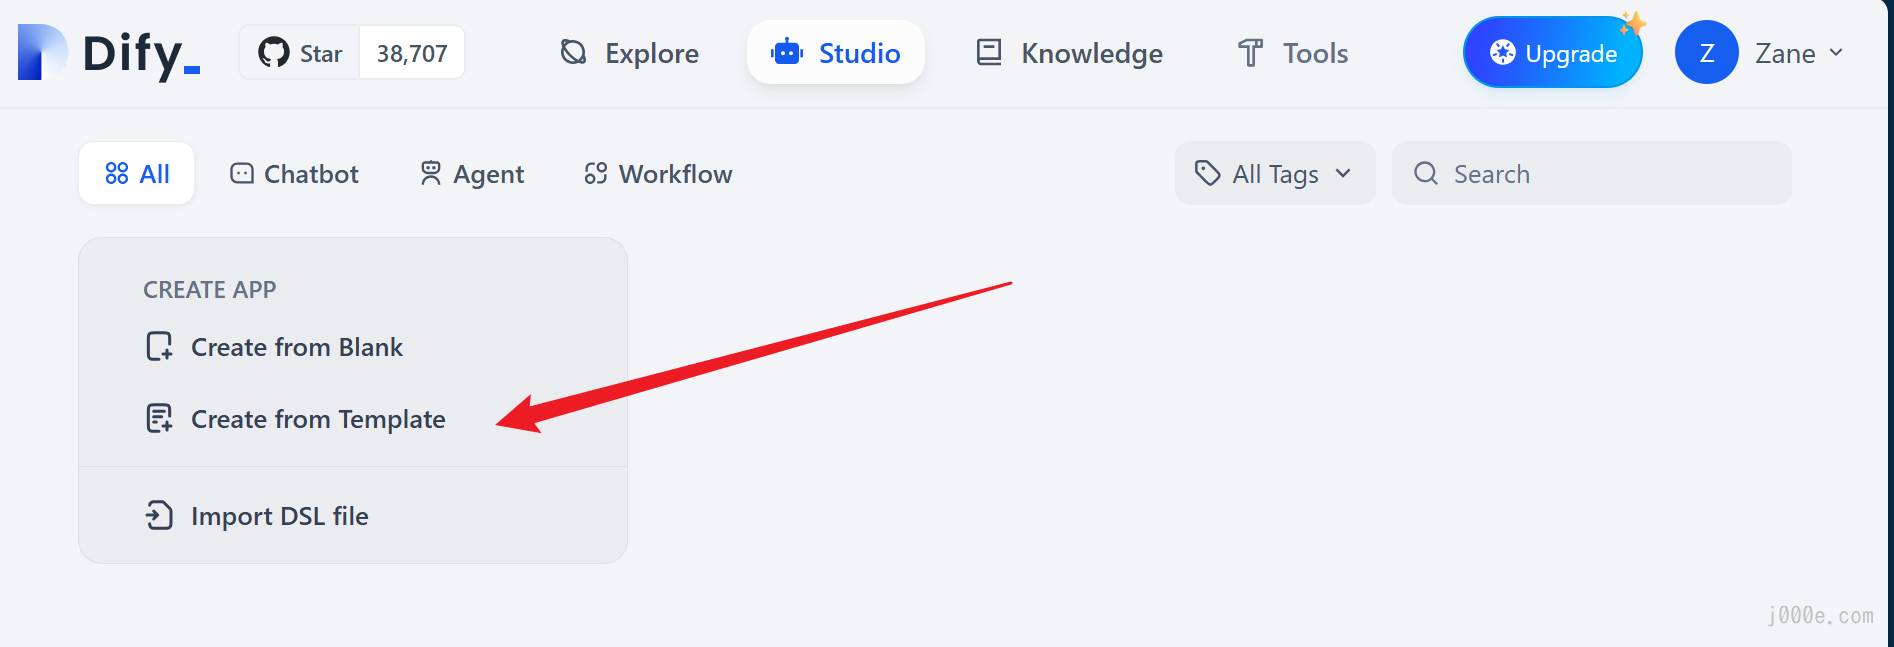 Dify_
Star 38,707
Explore
Studio
Knowledge
Tools
Upgrade
Z
Zane
All
Chatbot
Agent
Workflow
All Tags
Search
CREATE APP
Create from Blank
Create from Template
Import DSL file
j000e.com